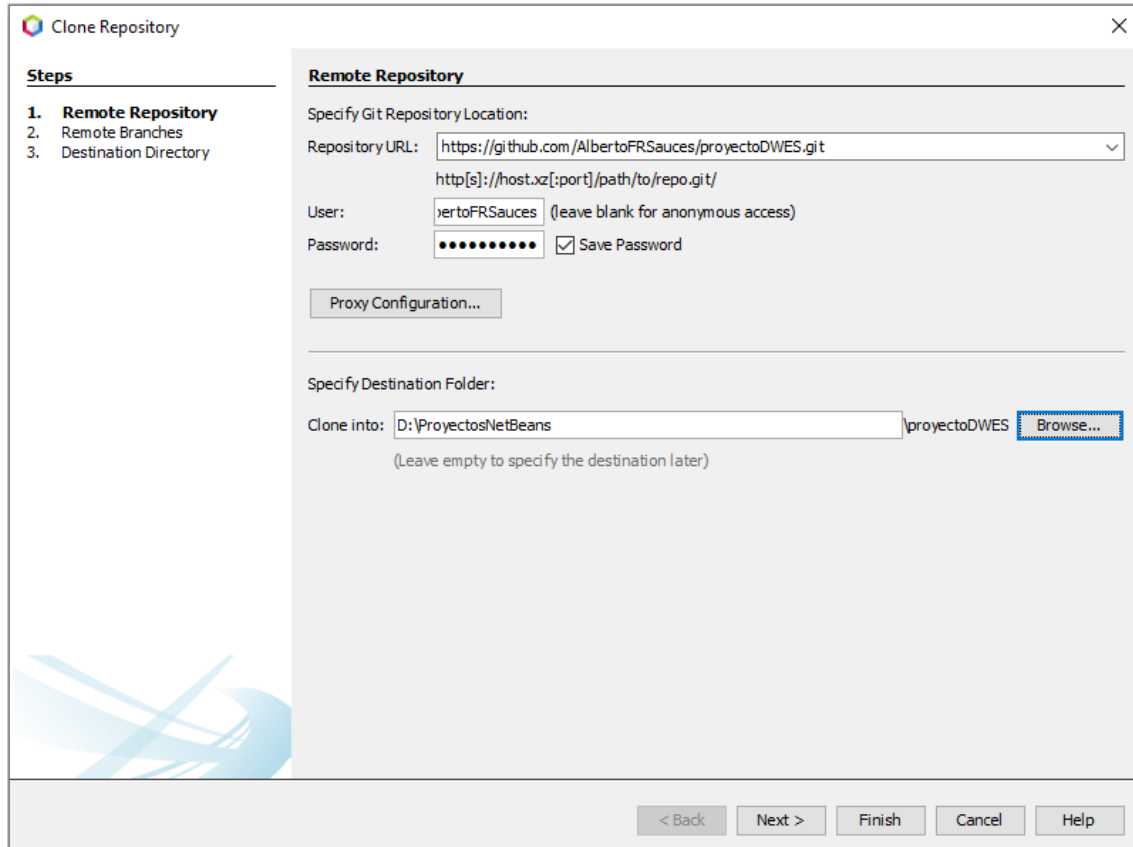 Clone Repository
Steps
1. Remote Repository
2. Remote Branches
3. Destination Directory
Remote Repository
Specify Git Repository Location:
Repository URL: https://github.com/AlbertoFRSauces/proyectoDWES.git
http[s]://host.xz[:port]/path/to/repo.git/
User: ertoFRSauces (leave blank for anonymous access)
Password: ●●●●●●●●●● Save Password
Proxy Configuration...
Specify Destination Folder:
Clone into: D:\ProyectosNetBeans \proyectoDWES Browse...
(Leave empty to specify the destination later)
< Back Next > Finish Cancel Help